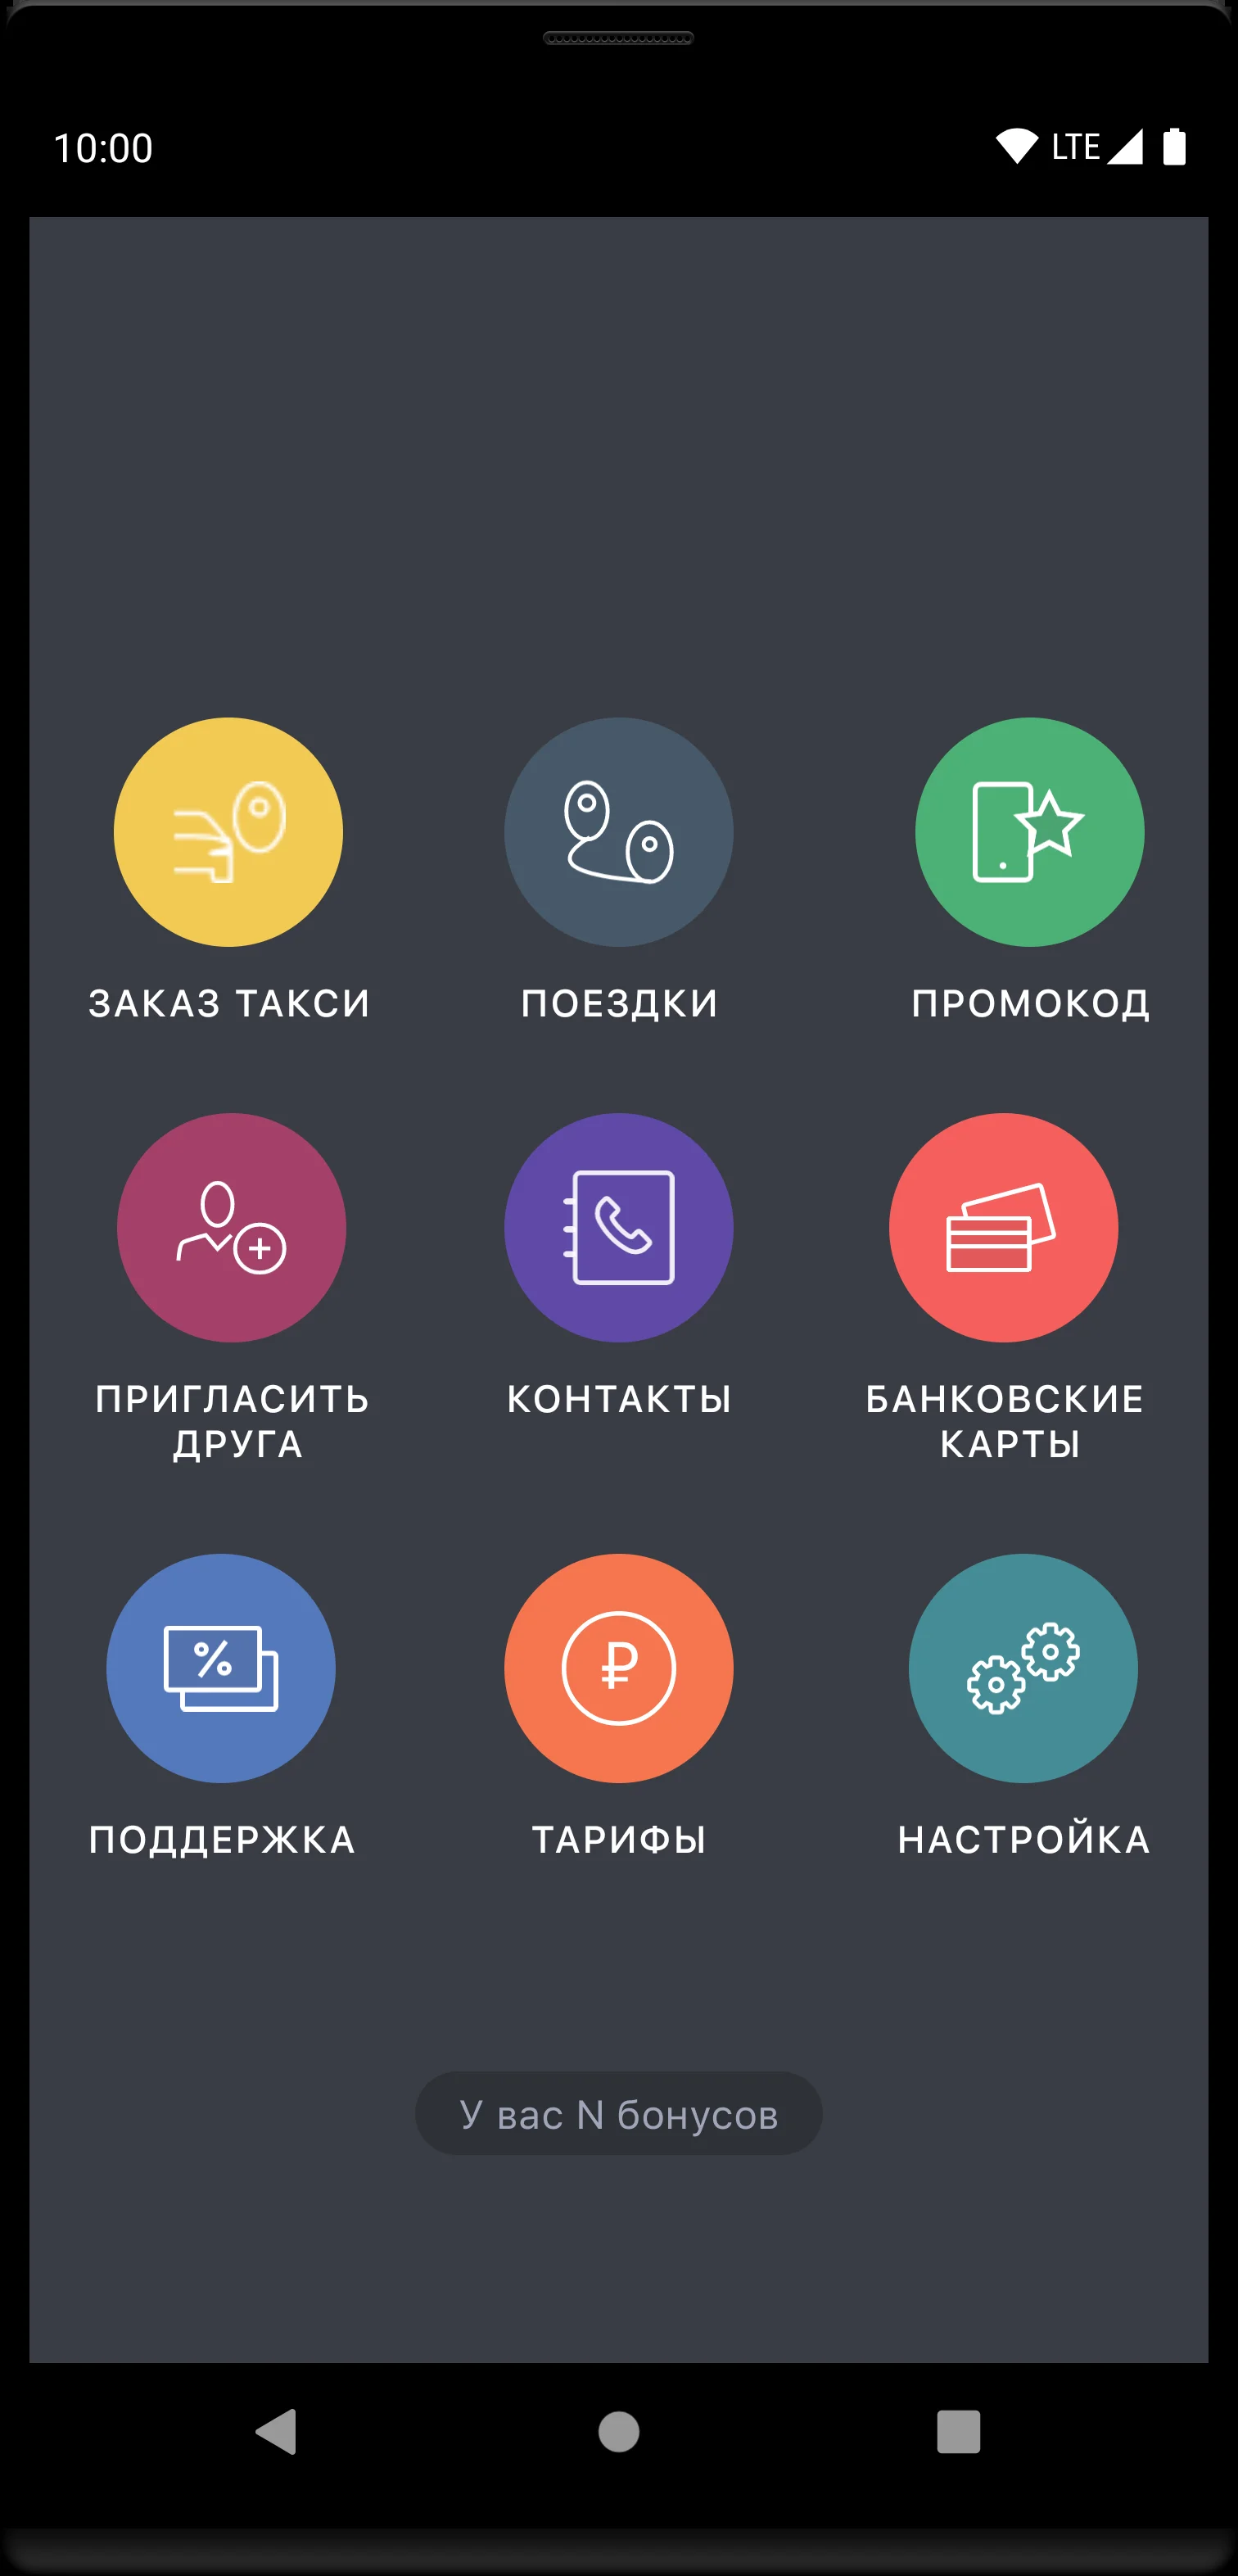 10:00 LTE
ЗАКАЗ ТАКСИ
ПОЕЗДКИ
ПРОМОКОД
ПРИГЛАСИТЬ
ДРУГА
КОНТАКТЫ
БАНКОВСКИЕ
КАРТЫ
%
₽
ПОДДЕРЖКА
ТАРИФЫ
НАСТРОЙКА
У вас N бонусов